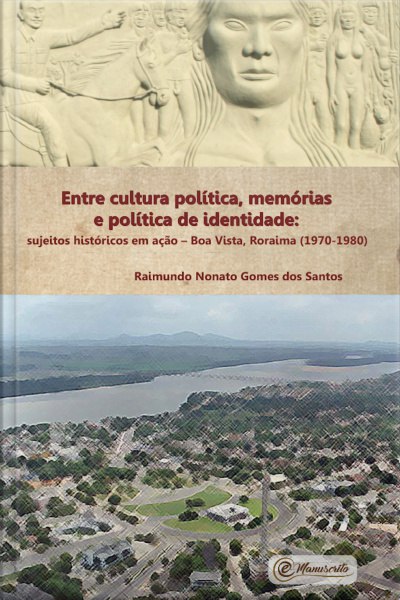 Entre cultura política, memórias
e política de identidade:
sujeitos históricos em ação – Boa Vista, Roraima (1970-1980)
Raimundo Nonato Gomes dos Santos
e Manuscrito